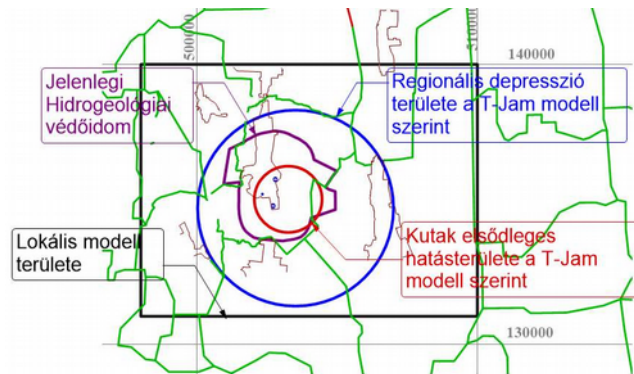 500000
510000
140000
Jelenlegi
Hidrogeológiai
védőidom
Regionális depresszió
területe a T-Jam modell
szerint
Lokális modell
területe
Kutak elsődleges
hatásterülete a T-Jam
modell szerint
130000